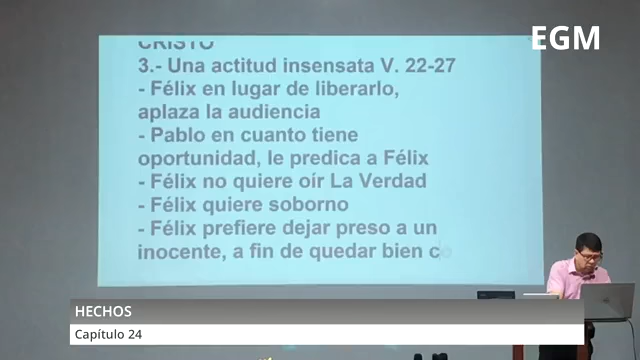 EGM
CRISTO
3.- Una actitud insensata V. 22-27
- Félix en lugar de liberarlo,
aplaza la audiencia
- Pablo en cuanto tiene
oportunidad, le predica a Félix
- Félix no quiere oír La Verdad
- Félix quiere soborno
- Félix prefiere dejar preso a un
inocente, a fin de quedar bien
HECHOS
Capítulo 24